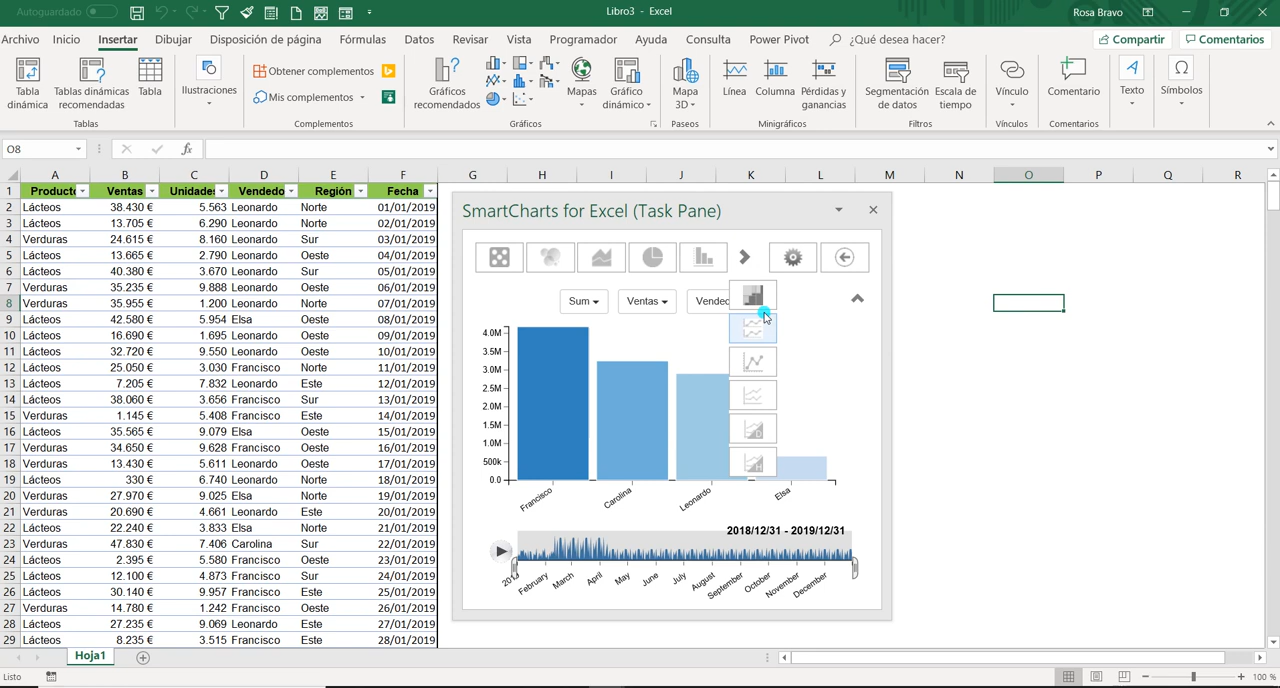 Autoguardado
Libro3 - Excel
Rosa Bravo
Archivo Inicio Insertar Dibujar Disposición de página Fórmulas Datos Revisar Vista Programador Ayuda Consulta Power Pivot ¿Qué desea hacer? Compartir Comentarios
Tabla dinámica
Tablas dinámicas recomendadas
Tabla
Ilustraciones
Obtener complementos
Mis complementos
Gráficos recomendados
Mapas
Gráfico dinámico
Mapa 3D
Línea
Columna
Pérdidas y ganancias
Segmentación de datos
Escala de tiempo
Vínculo
Comentario
Texto
Símbolos
Tablas Complementos Gráficos Paseos Minigráficos Filtros Vínculos Comentarios
O8 fx
A B C D E F G H I J K L M N O P Q R
1 Producto Ventas Unidades Vendedo Región Fecha
2 Lácteos 38.430 € 5.563 Leonardo Norte 01/01/2019
3 Lácteos 13.705 € 6.290 Leonardo Norte 02/01/2019
4 Verduras 24.615 € 8.160 Leonardo Sur 03/01/2019
5 Lácteos 13.665 € 2.790 Leonardo Oeste 04/01/2019
6 Lácteos 40.380 € 3.670 Leonardo Sur 05/01/2019
7 Verduras 35.235 € 9.888 Leonardo Oeste 06/01/2019
8 Verduras 35.955 € 1.200 Leonardo Norte 07/01/2019
9 Lácteos 42.580 € 5.954 Elsa Oeste 08/01/2019
10 Lácteos 16.690 € 1.695 Leonardo Oeste 09/01/2019
11 Lácteos 32.720 € 9.550 Leonardo Oeste 10/01/2019
12 Lácteos 25.050 € 3.030 Francisco Norte 11/01/2019
13 Lácteos 7.205 € 7.832 Leonardo Este 12/01/2019
14 Lácteos 38.060 € 3.656 Francisco Sur 13/01/2019
15 Verduras 1.145 € 5.408 Francisco Este 14/01/2019
16 Lácteos 35.565 € 9.079 Elsa Oeste 15/01/2019
17 Verduras 34.650 € 9.628 Francisco Oeste 16/01/2019
18 Verduras 13.430 € 5.611 Leonardo Oeste 17/01/2019
19 Lácteos 330 € 6.740 Leonardo Norte 18/01/2019
20 Verduras 27.970 € 9.025 Elsa Norte 19/01/2019
21 Verduras 20.690 € 4.661 Leonardo Este 20/01/2019
22 Lácteos 22.240 € 3.833 Elsa Norte 21/01/2019
23 Verduras 47.830 € 7.406 Carolina Sur 22/01/2019
24 Lácteos 2.395 € 5.580 Francisco Oeste 23/01/2019
25 Lácteos 12.100 € 4.873 Francisco Sur 24/01/2019
26 Lácteos 30.140 € 9.957 Francisco Este 25/01/2019
27 Verduras 14.780 € 1.242 Francisco Oeste 26/01/2019
28 Lácteos 27.235 € 9.069 Leonardo Este 27/01/2019
29 Lácteos 8.235 € 3.515 Francisco Este 28/01/2019
SmartCharts for Excel (Task Pane)
Sum Ventas Vended
4.0M
3.5M
3.0M
2.5M
2.0M
1.5M
1.0M
500k
0.0
Francisco Carolina Leonardo Elsa
2018/12/31 - 2019/12/31
February March April May June July August September October November December
Hoja1
Listo
100 %